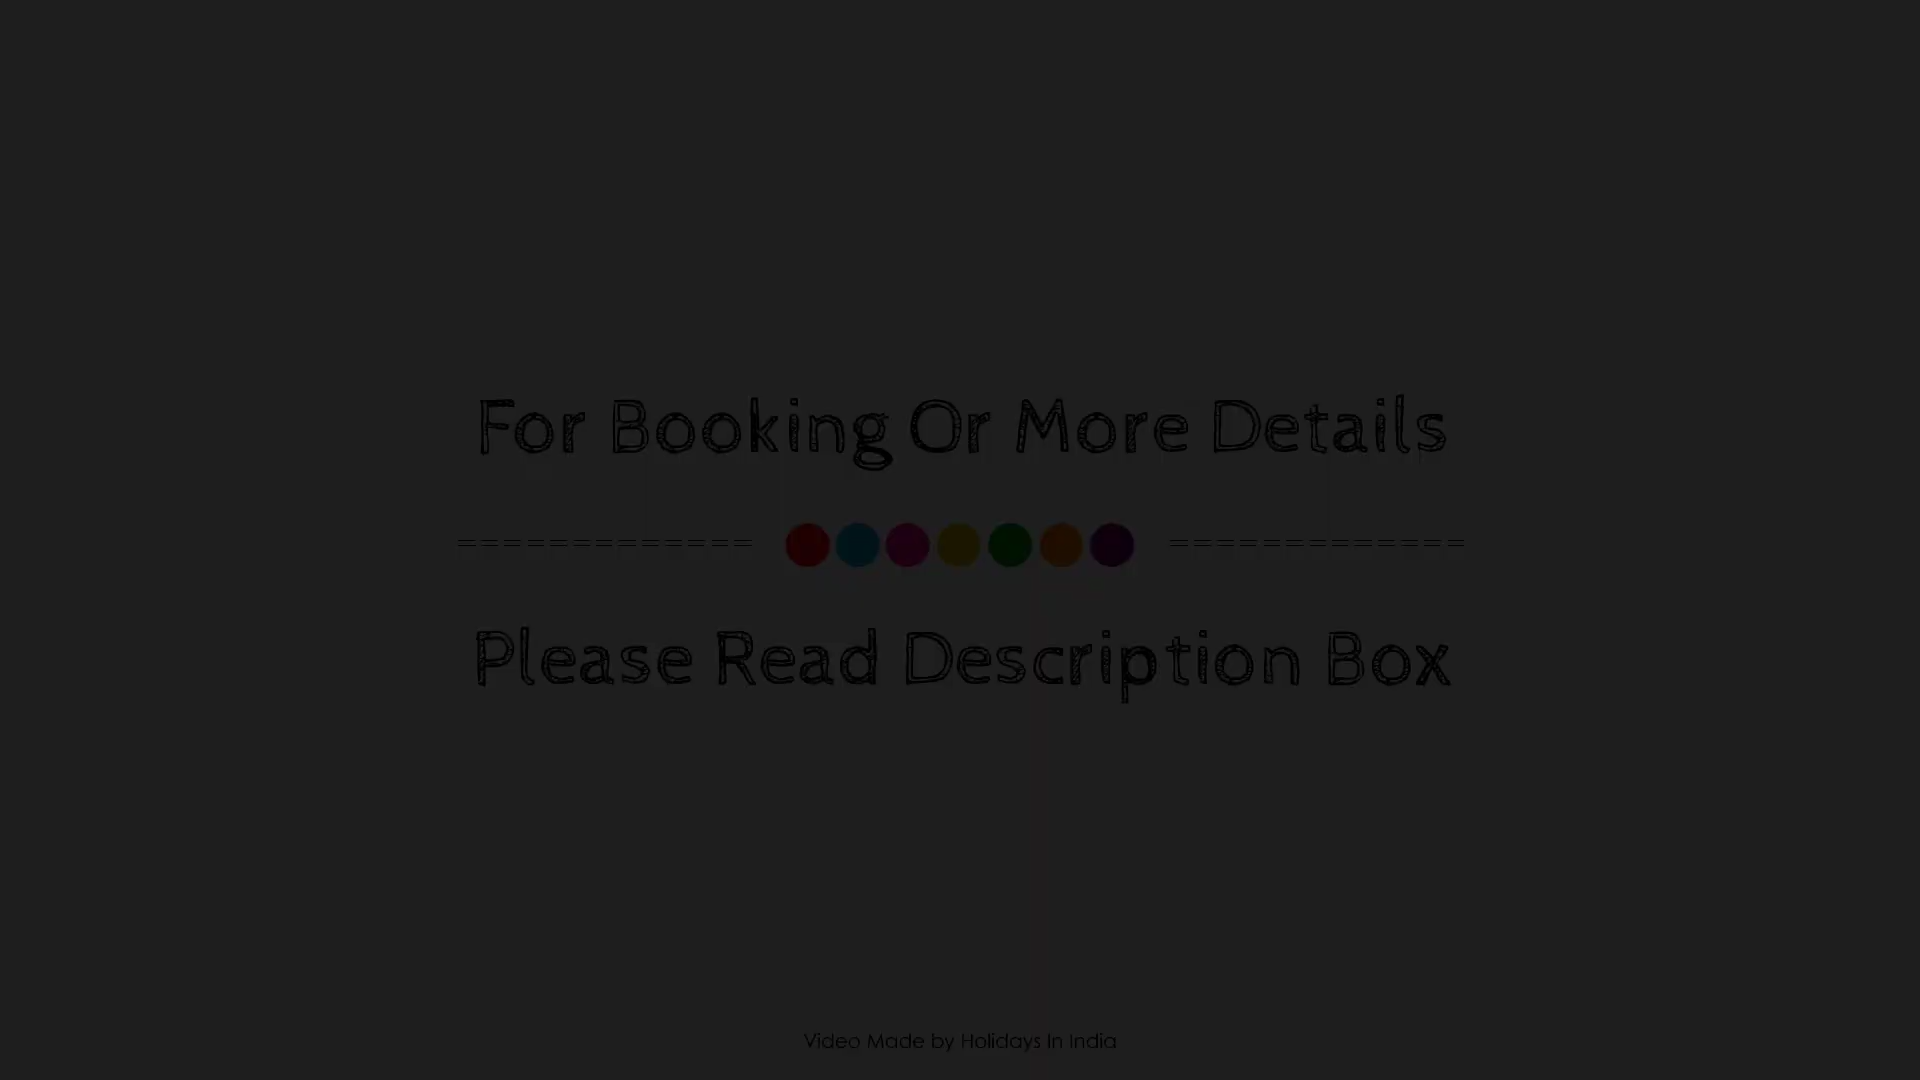 For Booking Or More Details
============= =============
Please Read Description Box
Video Made by Holidays In India